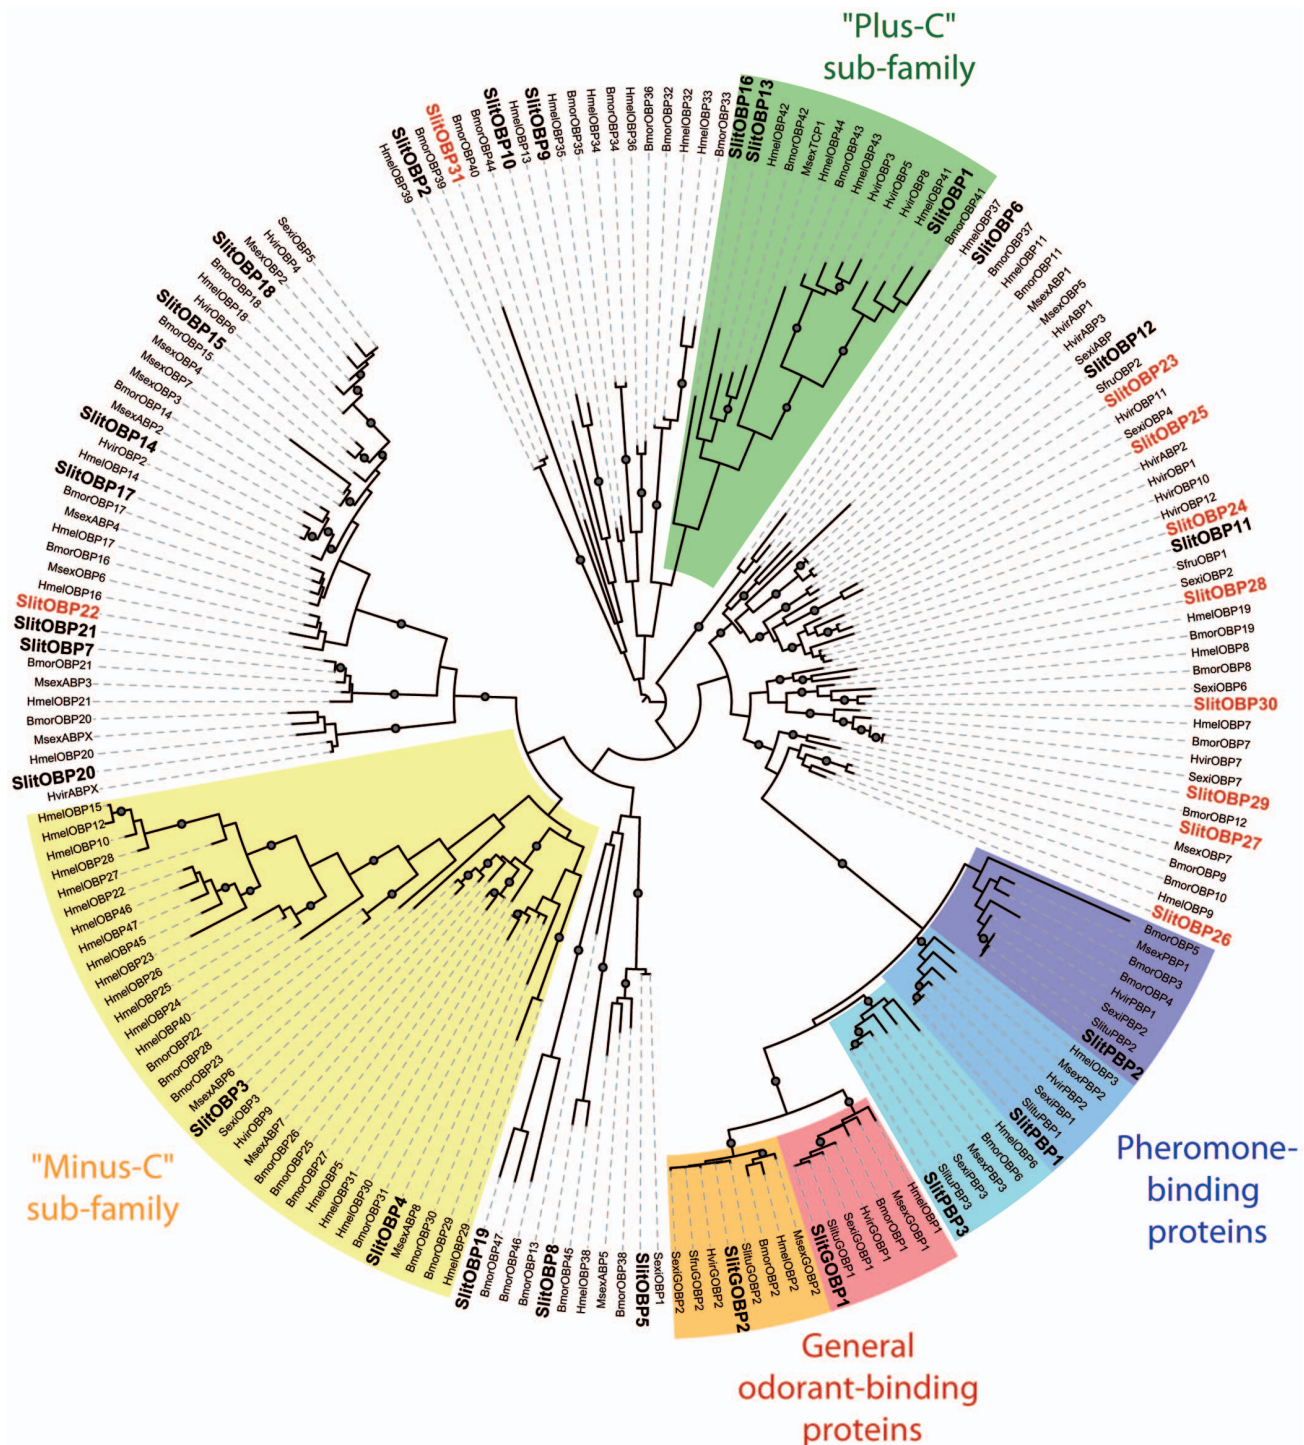 "Plus-C"
sub-family
HmelOBP39
SlitOBP2
BmorOBP39
SlitOBP31
BmorOBP40
BmorOBP44
SlitOBP10
HmelOBP13
SlitOBP9
HmelOBP35
BmorOBP35
HmelOBP34
BmorOBP34
HmelOBP36
BmorOBP36
BmorOBP32
HmelOBP32
HmelOBP33
BmorOBP33
SlitOBP16
SlitOBP13
HmelOBP42
BmorOBP42
MsexTCP1
HmelOBP44
BmorOBP43
HmelOBP43
HvirOBP3
HvirOBP5
HvirOBP8
HmelOBP41
SlitOBP1
BmorOBP41
HmelOBP37
SlitOBP6
BmorOBP37
HmelOBP11
BmorOBP11
MsexABP1
MsexOBP5
HvirABP1
HvirABP3
SexiABP
SlitOBP12
SfruOBP2
SlitOBP23
HvirOBP11
SexiOBP4
SlitOBP25
HvirABP2
HvirOBP1
HvirOBP10
HvirOBP12
SlitOBP24
SlitOBP11
SfruOBP1
SexiOBP2
SlitOBP28
HmelOBP19
BmorOBP19
HmelOBP8
BmorOBP8
SexiOBP6
SlitOBP30
HmelOBP7
BmorOBP7
HvirOBP7
SexiOBP7
SlitOBP29
BmorOBP12
SlitOBP27
MsexOBP7
BmorOBP9
BmorOBP10
HmelOBP9
SlitOBP26
BmorOBP5
MsexPBP1
BmorOBP3
BmorOBP4
HvirPBP1
SexiPBP2
SlituPBP2
SlitPBP2
HmelOBP3
MsexPBP2
HvirPBP2
SexiPBP1
SlituPBP1
SlitPBP1
HmelOBP6
BmorOBP6
MsexPBP3
SexiPBP3
SlituPBP3
SlitPBP3
Pheromone-
binding
proteins
HmelOBP1
MsexGOBP1
BmorOBP1
HvirGOBP1
SexiGOBP1
SlituGOBP1
SlitGOBP1
MsexGOBP2
HmelOBP2
BmorOBP2
SlituGOBP2
SlitGOBP2
HvirGOBP2
SfruGOBP2
SexiGOBP2
General
odorant-binding
proteins
SexiOBP1
SlitOBP5
BmorOBP38
MsexABP5
HmelOBP38
BmorOBP45
SlitOBP8
BmorOBP13
BmorOBP46
BmorOBP47
SlitOBP19
HmelOBP29
BmorOBP29
BmorOBP30
MsexABP8
SlitOBP4
BmorOBP31
HmelOBP30
HmelOBP31
HmelOBP5
BmorOBP27
BmorOBP25
BmorOBP26
MsexABP7
HvirOBP9
SexiOBP3
SlitOBP3
MsexABP6
BmorOBP23
BmorOBP28
BmorOBP22
HmelOBP40
HmelOBP24
HmelOBP25
HmelOBP26
HmelOBP23
HmelOBP45
HmelOBP47
HmelOBP46
HmelOBP22
HmelOBP27
HmelOBP28
HmelOBP10
HmelOBP12
HmelOBP15
"Minus-C"
sub-family
HvirABPX
SlitOBP20
HmelOBP20
MsexABPX
BmorOBP20
HmelOBP21
MsexABP3
BmorOBP21
SlitOBP7
SlitOBP21
SlitOBP22
HmelOBP16
MsexOBP6
BmorOBP16
HmelOBP17
MsexABP4
BmorOBP17
SlitOBP17
HmelOBP14
HvirOBP2
SlitOBP14
MsexABP2
BmorOBP14
MsexOBP3
MsexOBP7
MsexOBP4
BmorOBP15
SlitOBP15
HvirOBP6
HmelOBP18
BmorOBP18
SlitOBP18
MsexOBP2
HvirOBP4
SexiOBP5